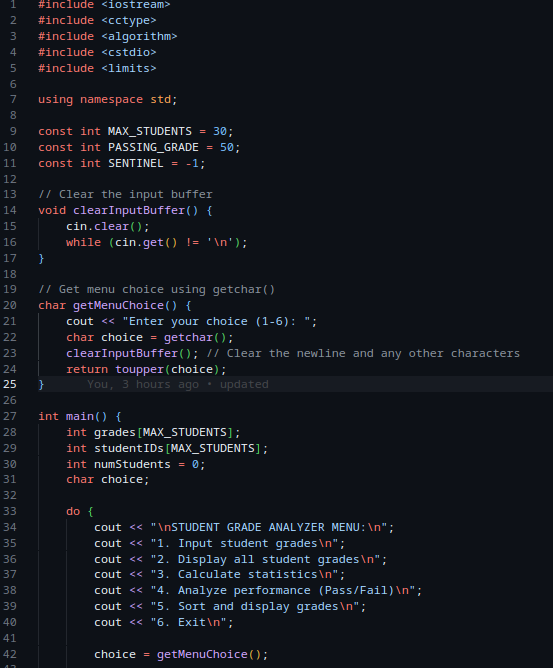 1 #include <iostream>
2 #include <cctype>
3 #include <algorithm>
4 #include <cstdio>
5 #include <limits>
6
7 using namespace std;
8
9 const int MAX_STUDENTS = 30;
10 const int PASSING_GRADE = 50;
11 const int SENTINEL = -1;
12
13 // Clear the input buffer
14 void clearInputBuffer() {
15     cin.clear();
16     while (cin.get() != '\n');
17 }
18
19 // Get menu choice using getchar()
20 char getMenuChoice() {
21     cout << "Enter your choice (1-6): ";
22     char choice = getchar();
23     clearInputBuffer(); // Clear the newline and any other characters
24     return toupper(choice);
25 }      You, 3 hours ago • updated
26
27 int main() {
28     int grades[MAX_STUDENTS];
29     int studentIDs[MAX_STUDENTS];
30     int numStudents = 0;
31     char choice;
32
33     do {
34         cout << "\nSTUDENT GRADE ANALYZER MENU:\n";
35         cout << "1. Input student grades\n";
36         cout << "2. Display all student grades\n";
37         cout << "3. Calculate statistics\n";
38         cout << "4. Analyze performance (Pass/Fail)\n";
39         cout << "5. Sort and display grades\n";
40         cout << "6. Exit\n";
41
42         choice = getMenuChoice();